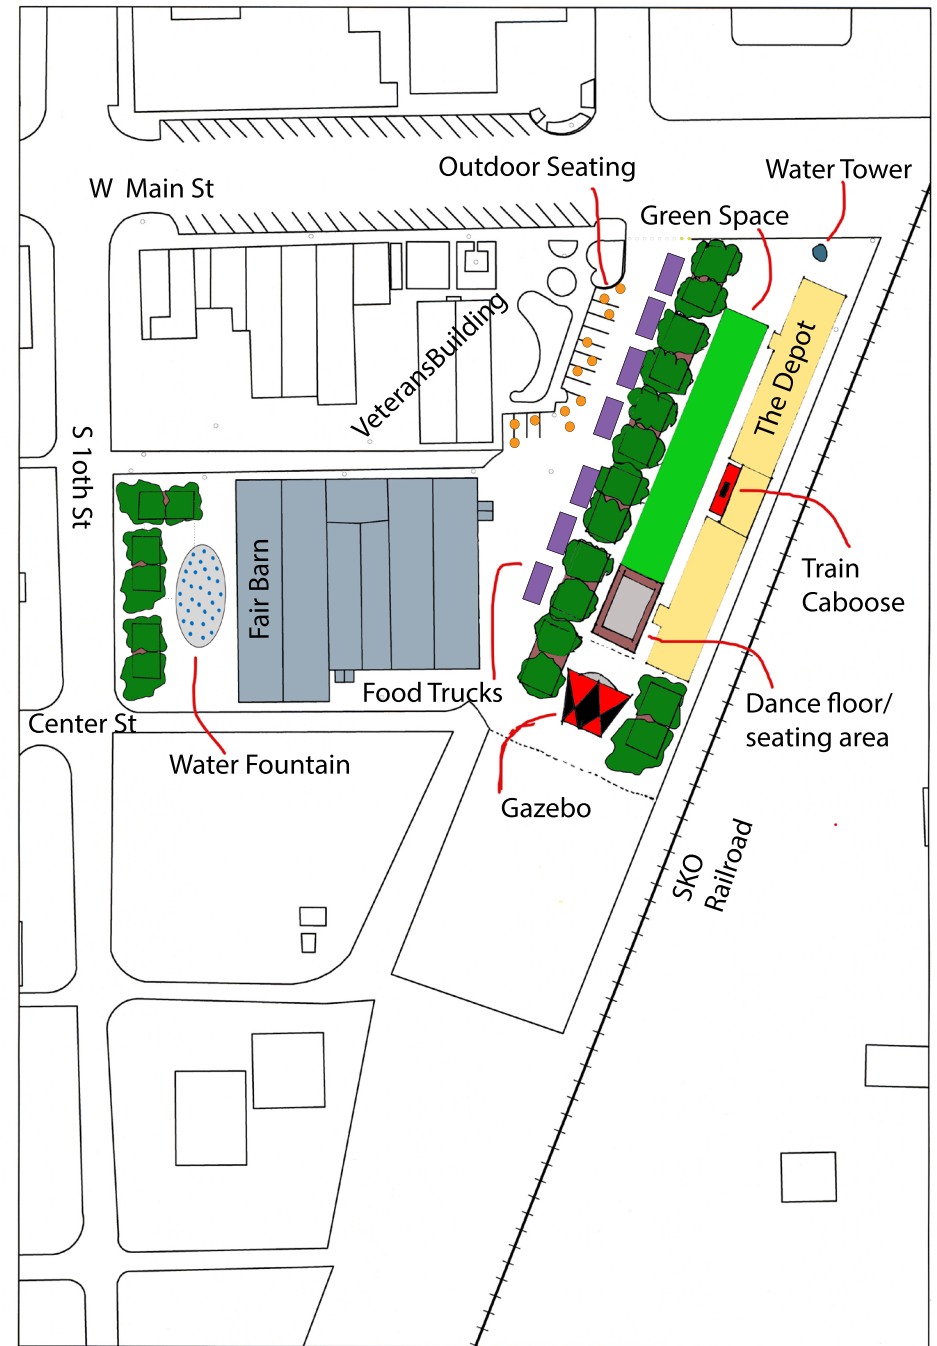 Outdoor Seating
Water Tower
W Main St
Green Space
VeteransBuilding
The Depot
S 10th St
Fair Barn
Train
Caboose
Food Trucks
Dance floor/
seating area
Center St
Water Fountain
Gazebo
SKO
Railroad